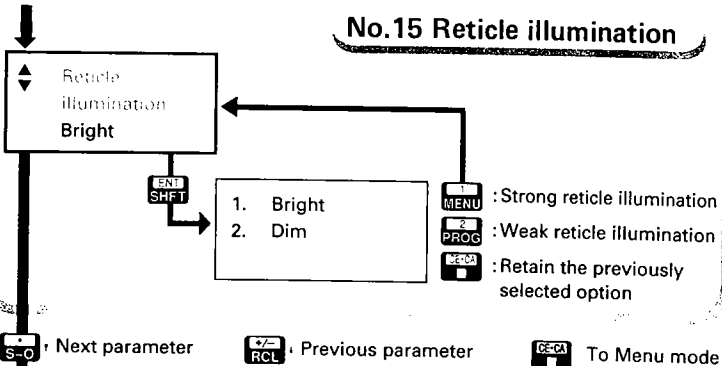 No.15 Reticle illumination
Reticle
illumination
Bright
ENT
SHFT
1. Bright
2. Dim
1
MENU
: Strong reticle illumination
2
PROG
: Weak reticle illumination
CE·CA
: Retain the previously
selected option
S-O
: Next parameter
+/−
RCL
: Previous parameter
CE·CA
To Menu mode